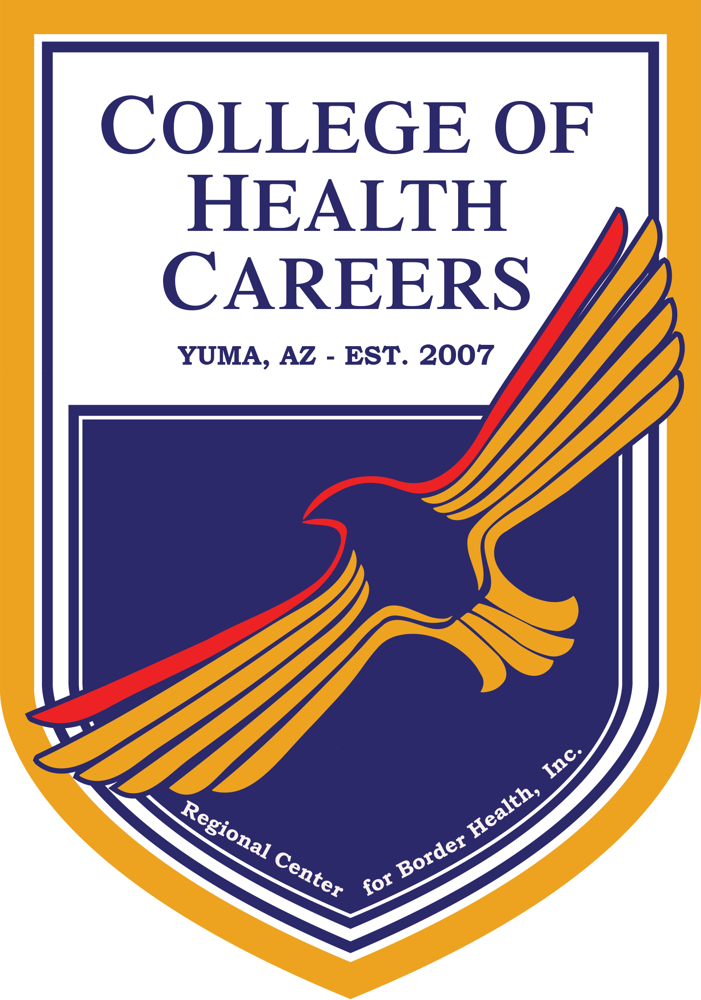 COLLEGE OF
HEALTH
CAREERS
YUMA, AZ - EST. 2007
Regional Center for Border Health, Inc.